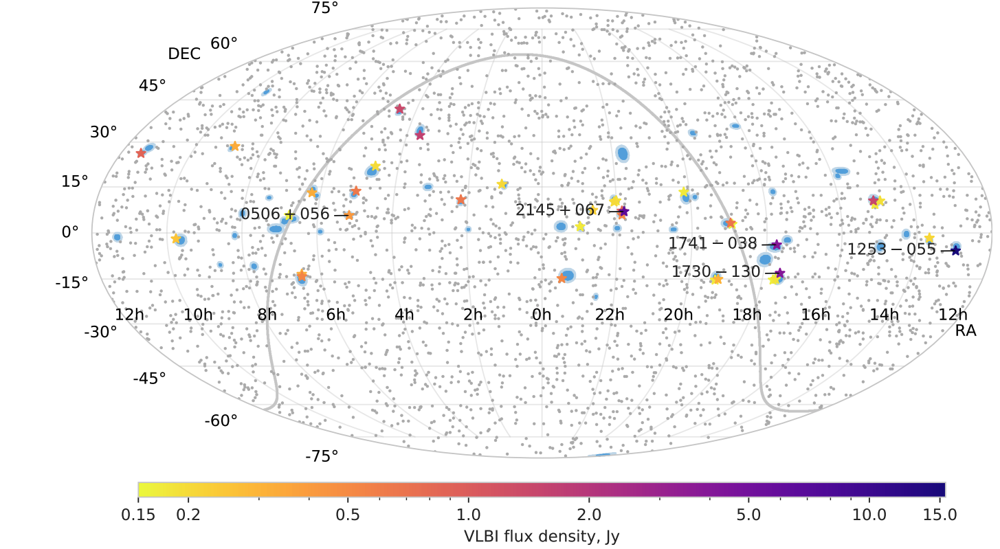 75°
60°
DEC
45°
30°
15°
0506 + 056
2145 + 067
0°
1741 − 038
1253 − 055
1730 − 130
-15°
12h 10h 8h 6h 4h 2h 0h 22h 20h 18h 16h 14h 12h
-30°
RA
-45°
-60°
-75°
0.15 0.2 0.5 1.0 2.0 5.0 10.0 15.0
VLBI flux density, Jy